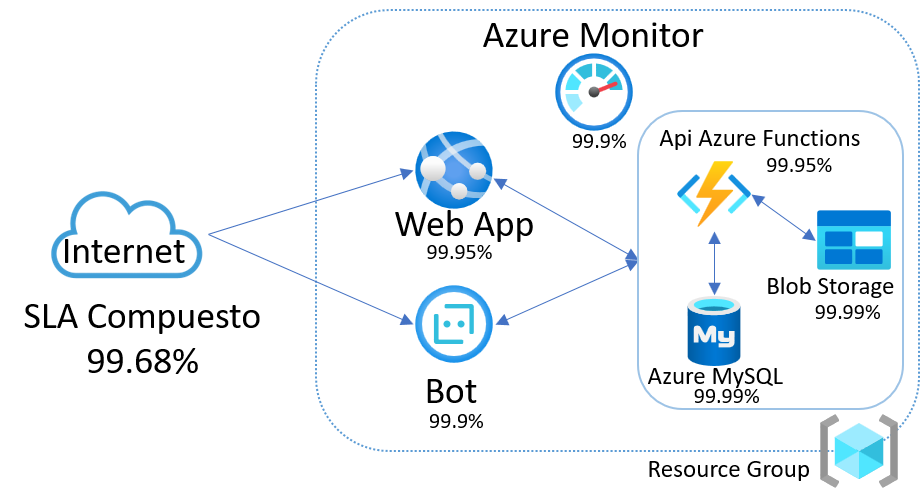 Azure Monitor
99.9%
Api Azure Functions
99.95%
Web App
99.95%
Internet
SLA Compuesto
99.68%
Blob Storage
99.99%
My
Azure MySQL
99.99%
Bot
99.9%
Resource Group